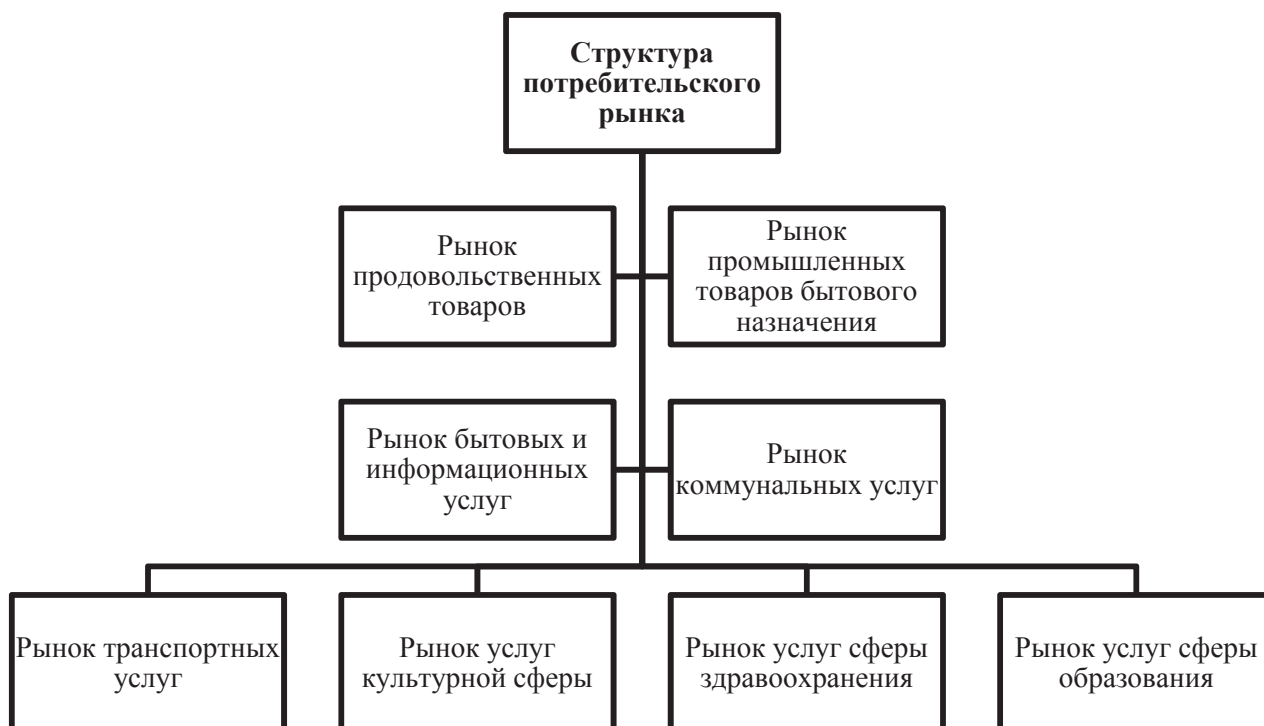 Структура
потребительского
рынка
Рынок
продовольственных
товаров
Рынок
промышленных
товаров бытового
назначения
Рынок бытовых и
информационных
услуг
Рынок
коммунальных услуг
Рынок транспортных
услуг
Рынок услуг
культурной сферы
Рынок услуг сферы
здравоохранения
Рынок услуг сферы
образования